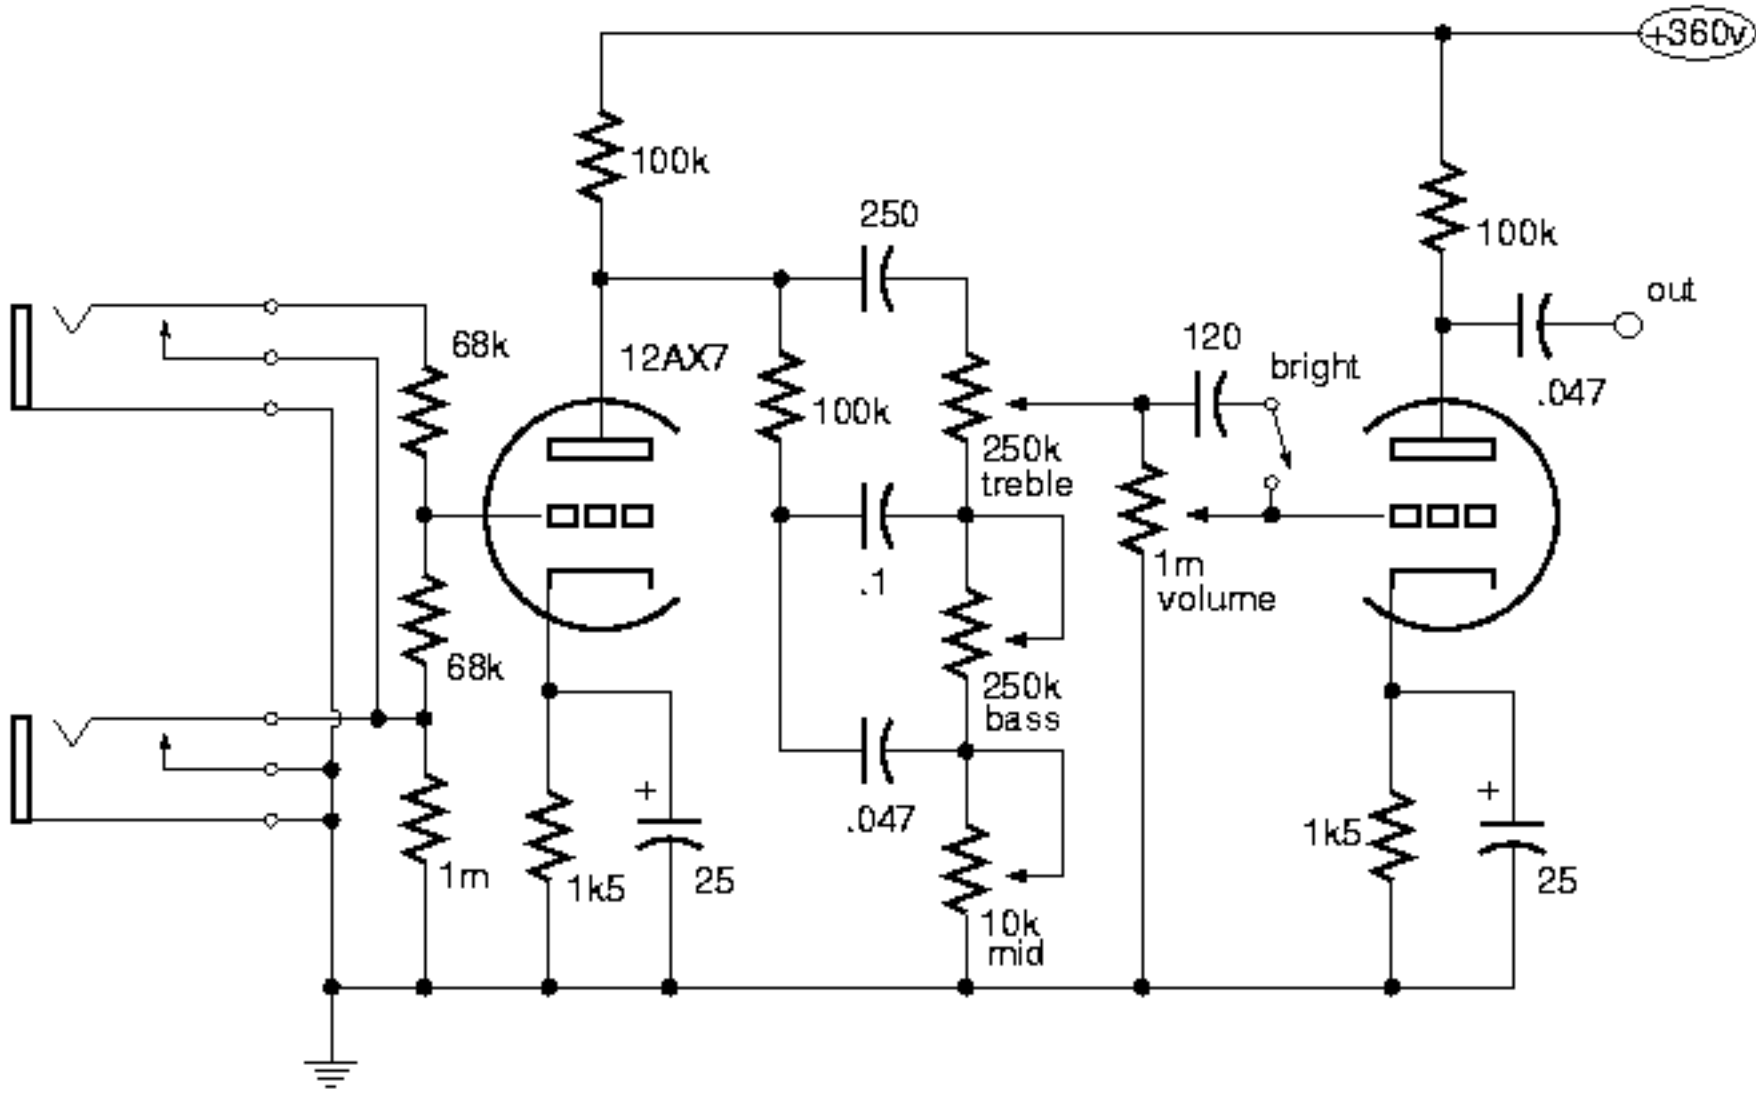 +360v
100k
250
100k
out
68k
12AX7
120
bright
100k
.047
250k
treble
.1
1m
volume
68k
250k
bass
+
+
.047
1k5
1m
1k5
25
25
10k
mid